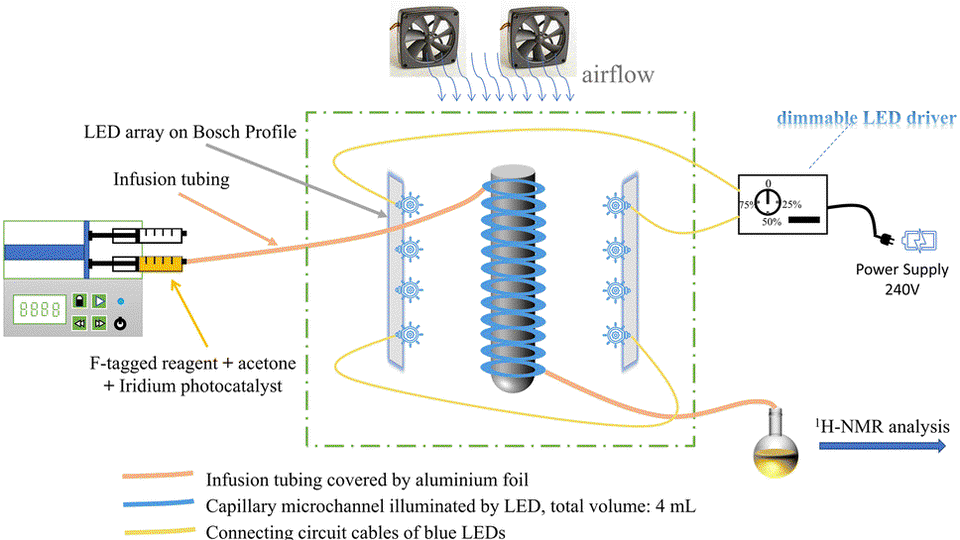 airflow
LED array on Bosch Profile
dimmable LED driver
Infusion tubing
0
75%
25%
50%
Power Supply
240V
8888
F-tagged reagent + acetone
+ Iridium photocatalyst
¹H-NMR analysis
Infusion tubing covered by aluminium foil
Capillary microchannel illuminated by LED, total volume: 4 mL
Connecting circuit cables of blue LEDs